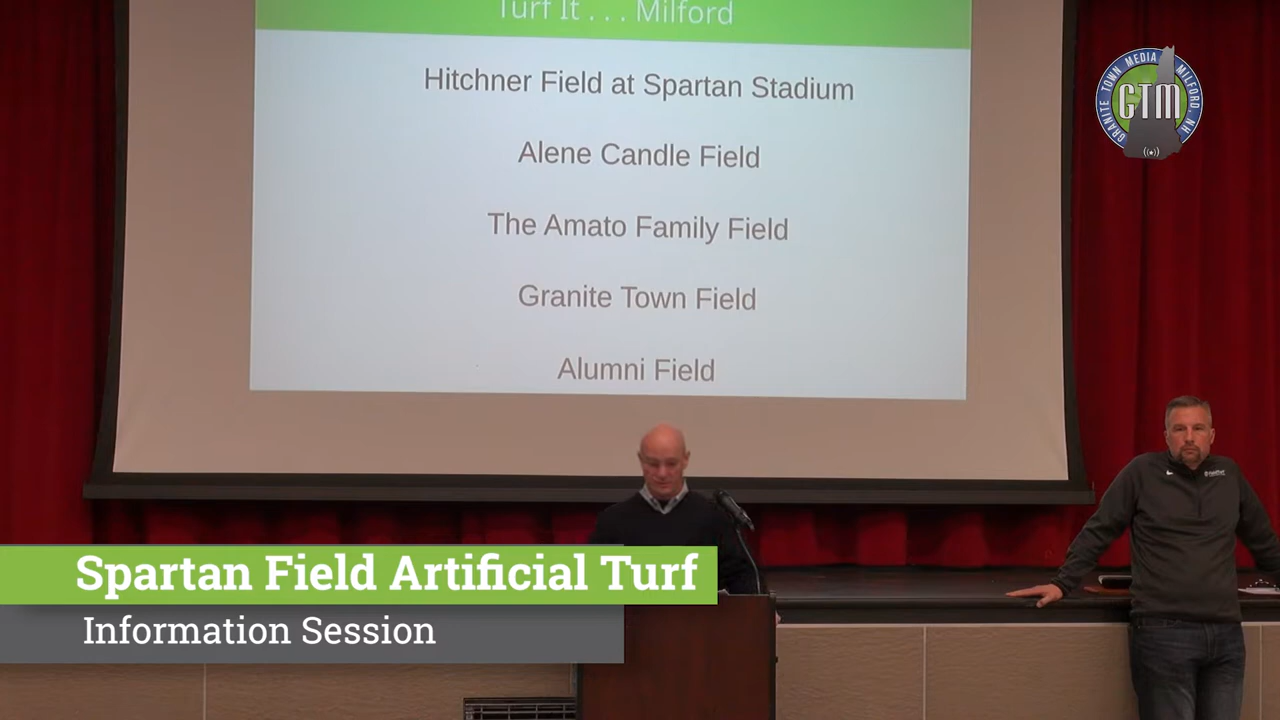 Turf It . . . Milford
Hitchner Field at Spartan Stadium
Alene Candle Field
The Amato Family Field
Granite Town Field
Alumni Field
GRANITE TOWN MEDIA MILFORD, NH
GTM
Spartan Field Artificial Turf
Information Session